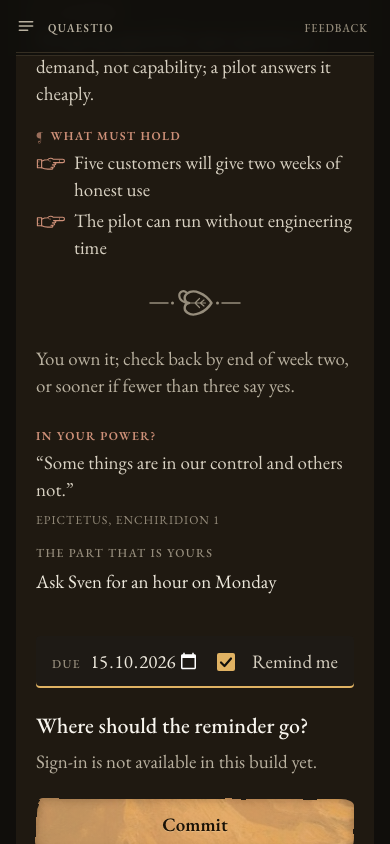 QUAESTIO
FEEDBACK
demand, not capability; a pilot answers it
cheaply.
¶ WHAT MUST HOLD
☞ Five customers will give two weeks of
honest use
☞ The pilot can run without engineering
time
You own it; check back by end of week two,
or sooner if fewer than three say yes.
IN YOUR POWER?
“Some things are in our control and others
not.”
EPICTETUS, ENCHIRIDION 1
THE PART THAT IS YOURS
Ask Sven for an hour on Monday
DUE 15.10.2026 Remind me
Where should the reminder go?
Sign-in is not available in this build yet.
Commit